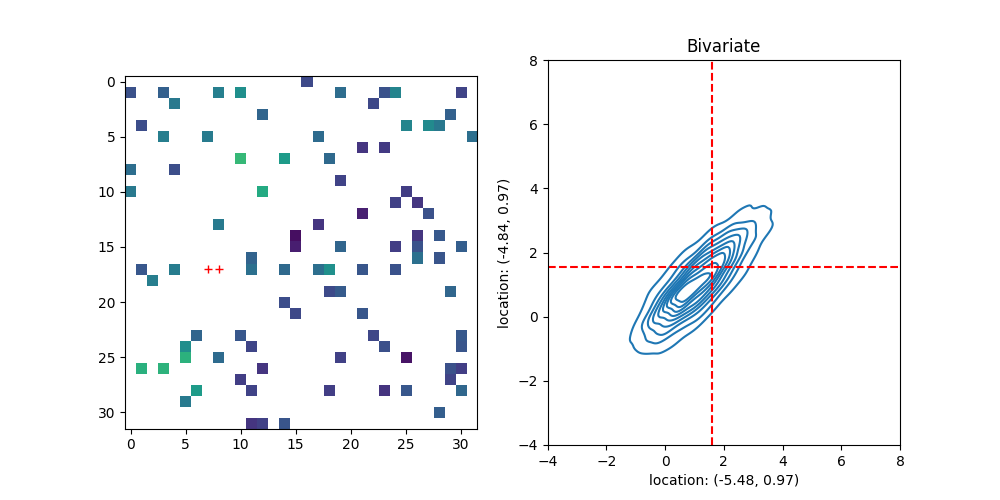 0
5
10
15
20
25
30
0 5 10 15 20 25 30
Bivariate
8
6
4
2
0
−2
−4
location: (-4.84, 0.97)
−4 −2 0 2 4 6 8
location: (-5.48, 0.97)